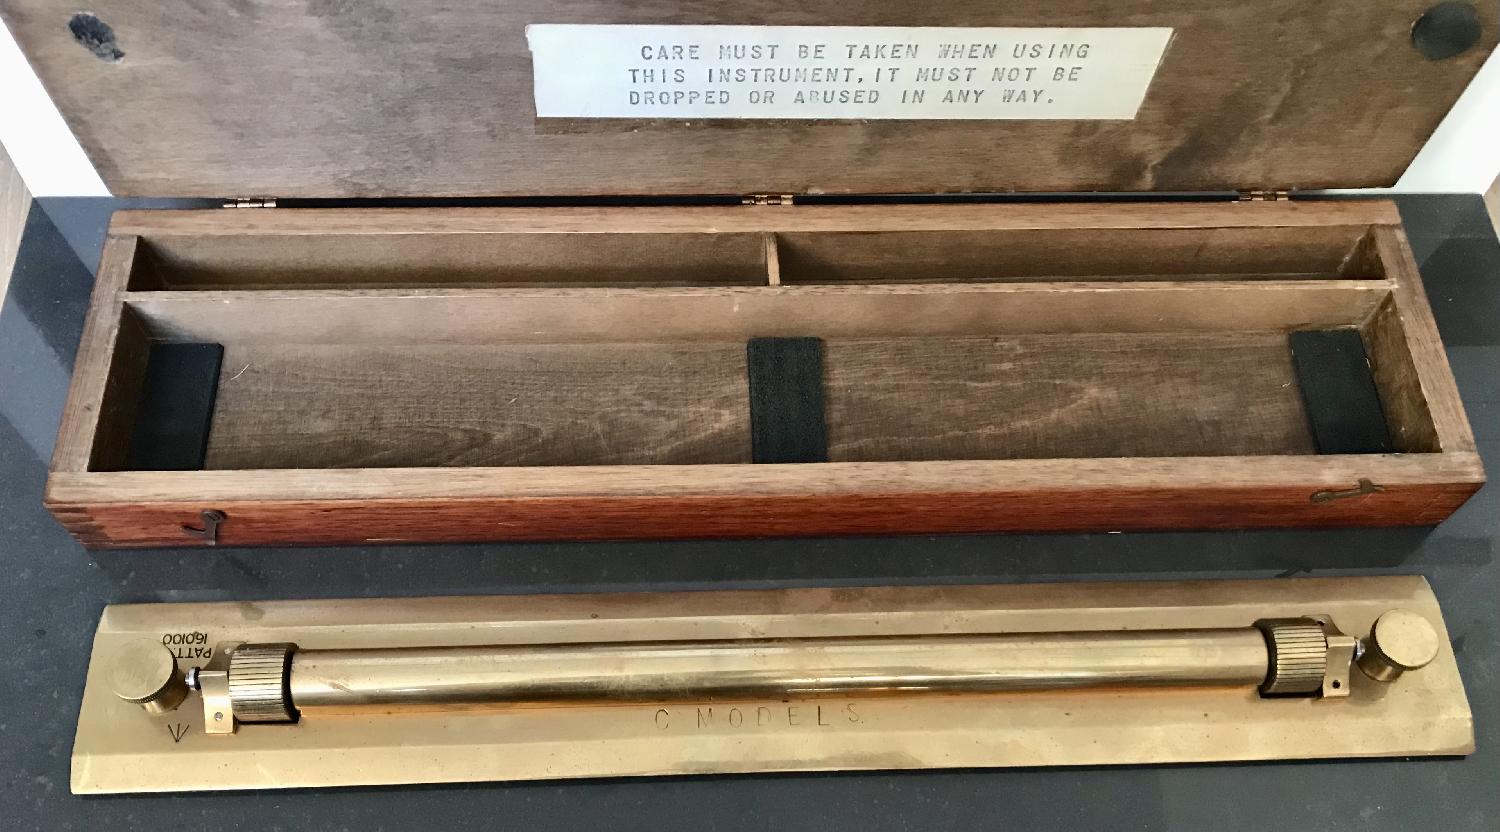 CARE MUST BE TAKEN WHEN USING
THIS INSTRUMENT, IT MUST NOT BE
DROPPED OR ABUSED IN ANY WAY.
PATT.
160100
C MODELS